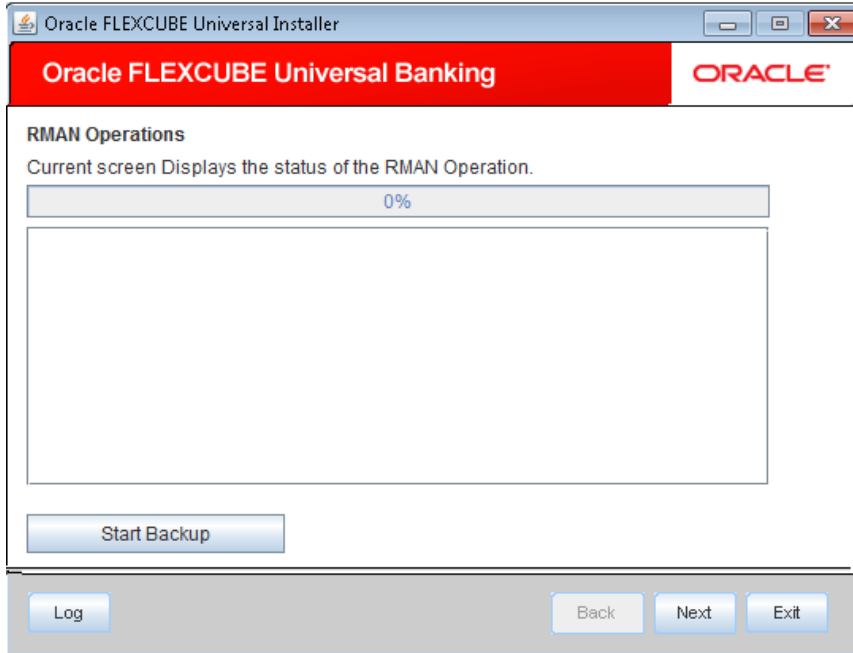 Oracle FLEXCUBE Universal Installer
Oracle FLEXCUBE Universal Banking
ORACLE
RMAN Operations
Current screen Displays the status of the RMAN Operation.
0%
Start Backup
Log
Back
Next
Exit